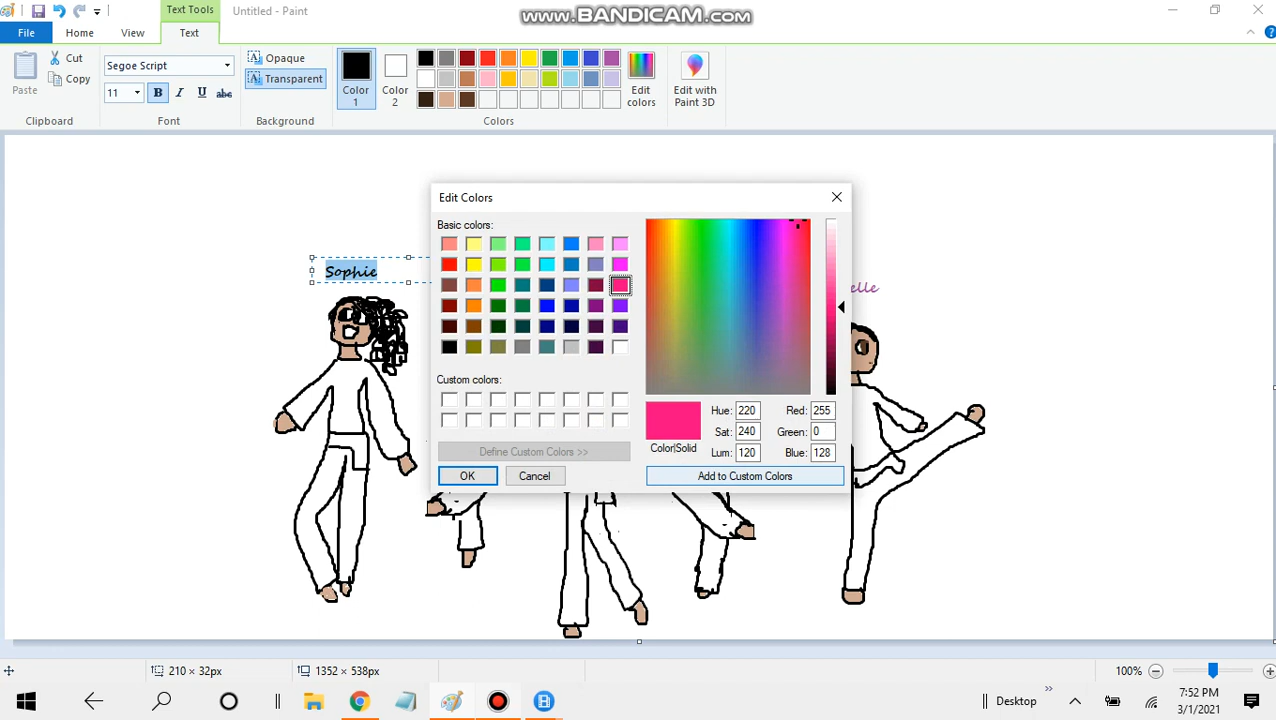 www.BANDICAM.com
Text Tools
Untitled - Paint
File
Home
View
Text
Paste
Cut
Copy
Clipboard
Segoe Script
11
B
I
U
abc
Font
Opaque
Transparent
Background
Color 1
Color 2
Edit colors
Colors
Edit with Paint 3D
Sophie
elle
Edit Colors
Basic colors:
Custom colors:
Define Custom Colors >>
OK
Cancel
Color|Solid
Hue: 220
Sat: 240
Lum: 120
Red: 255
Green: 0
Blue: 128
Add to Custom Colors
210 × 32px
1352 × 538px
100%
Desktop
7:52 PM
3/1/2021